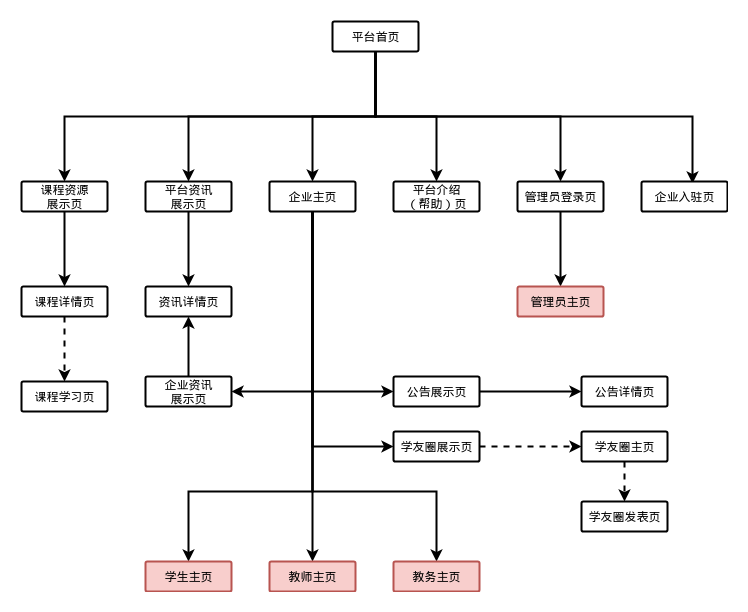 平台首页
课程资源
展示页
平台资讯
展示页
企业主页
平台介绍
（帮助）页
管理员登录页
企业入驻页
课程详情页
资讯详情页
管理员主页
课程学习页
企业资讯
展示页
公告展示页
公告详情页
学友圈展示页
学友圈主页
学友圈发表页
学生主页
教师主页
教务主页